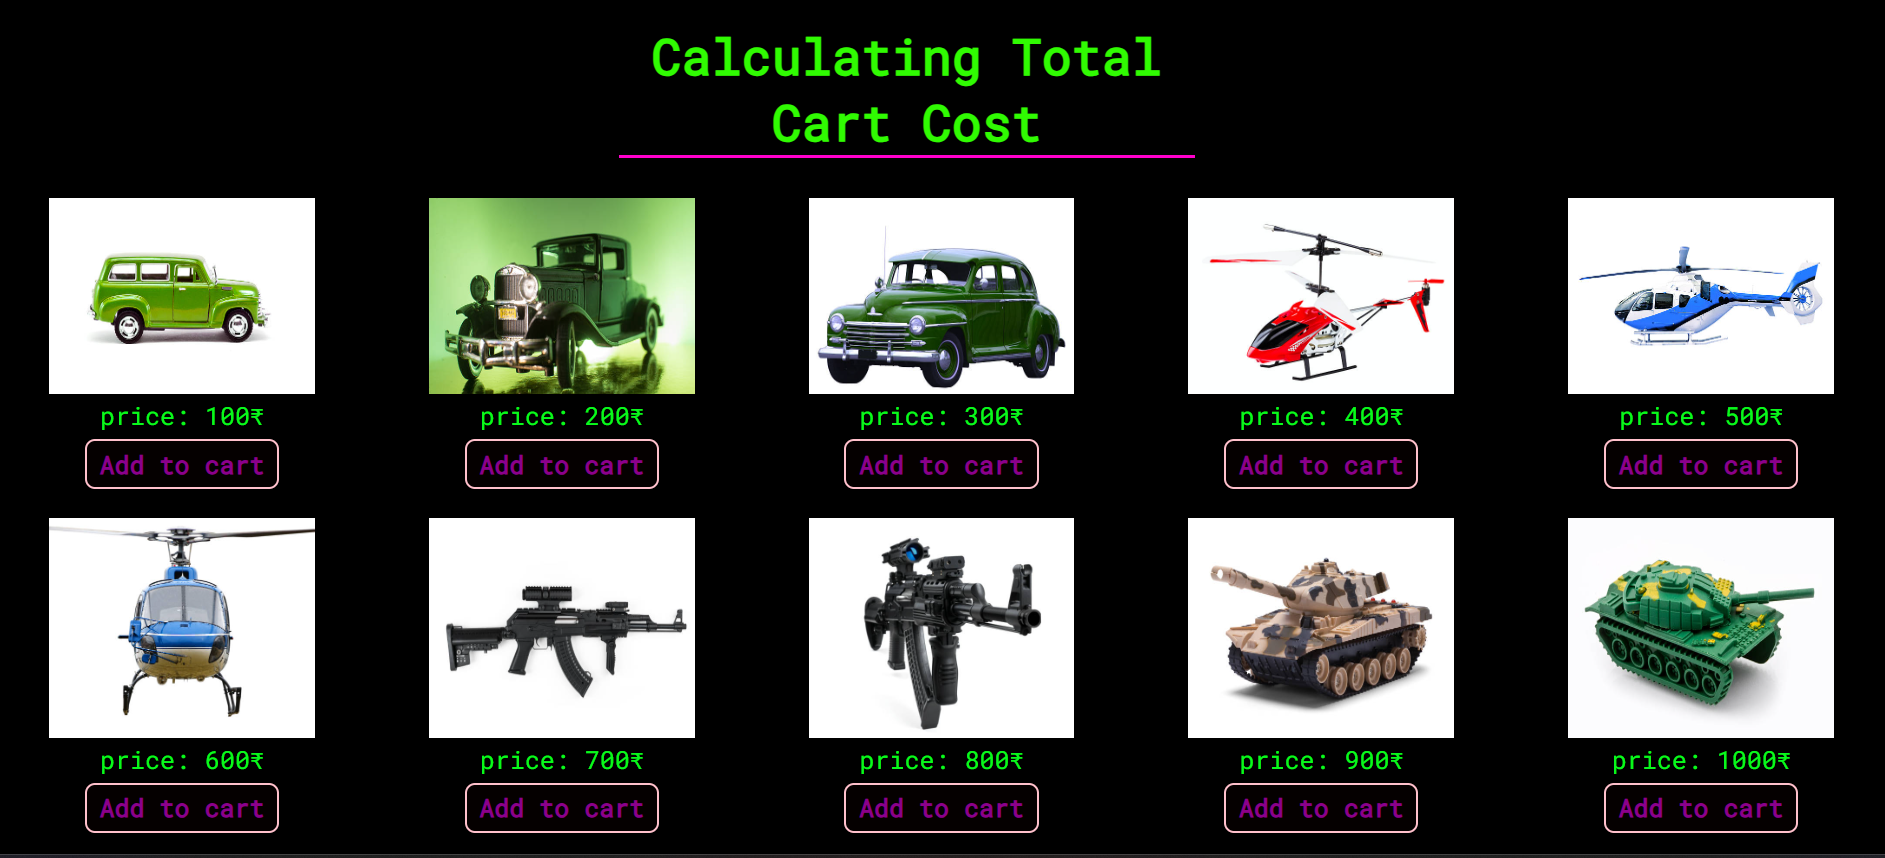 Calculating Total
Cart Cost
price: 100₹
price: 200₹
price: 300₹
price: 400₹
price: 500₹
Add to cart
Add to cart
Add to cart
Add to cart
Add to cart
price: 600₹
price: 700₹
price: 800₹
price: 900₹
price: 1000₹
Add to cart
Add to cart
Add to cart
Add to cart
Add to cart